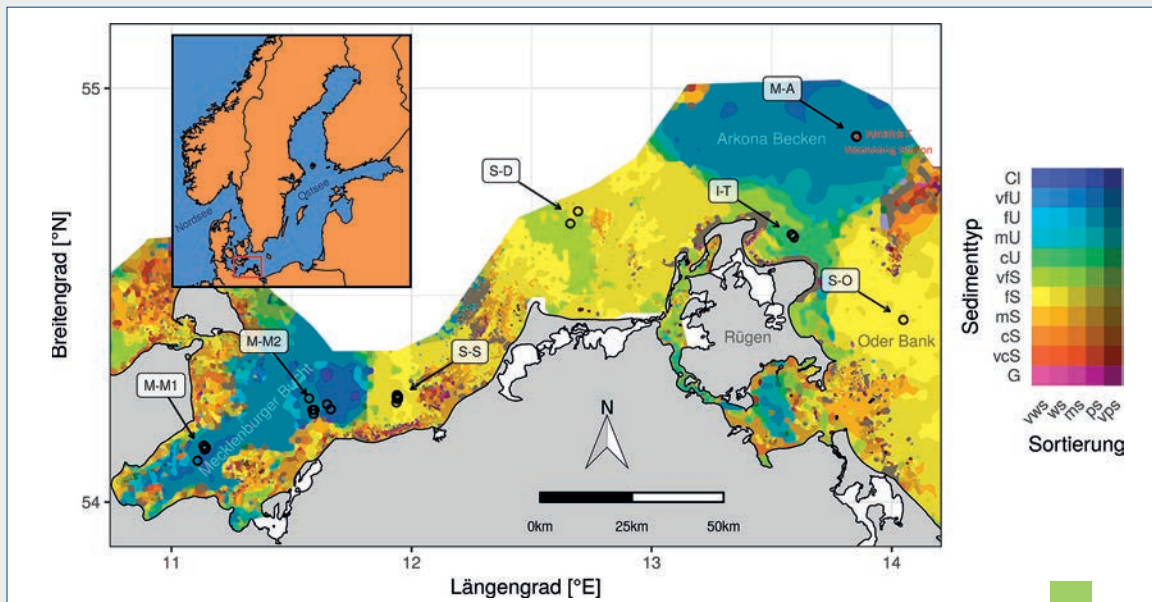 Nordsee
Ostsee
55
54
11
12
13
14
Breitengrad [°N]
Längengrad [°E]
M-A
Arkona Becken
S-D
I-T
S-O
Oder Bank
Rügen
M-M2
S-S
M-M1
Mecklenburger Bucht
N
0km
25km
50km
Sedimenttyp
Cl
vfU
fU
mU
cU
vfS
fS
mS
cS
vcS
G
vws
ws
ms
ps
vps
Sortierung